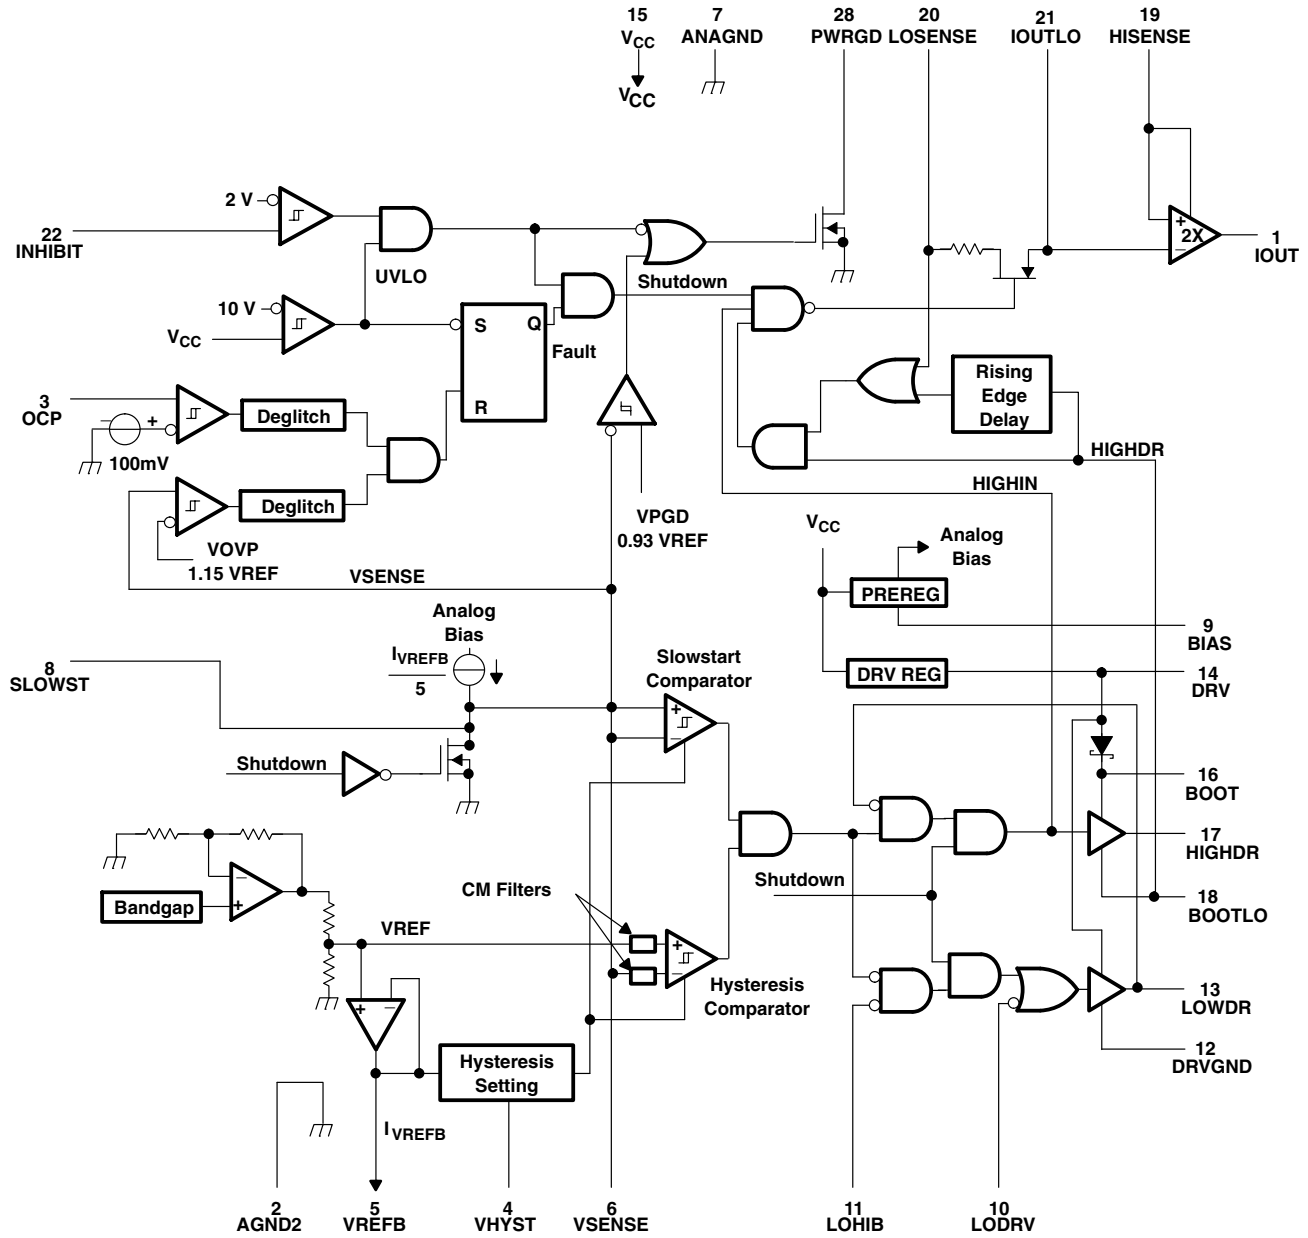 15
VCC
VCC
7
ANAGND
28
PWRGD
20
LOSENSE
21
IOUTLO
19
HISENSE
2 V
22
INHIBIT
UVLO
10 V
VCC
S
Q
R
Fault
Shutdown
+
2X
−
1
IOUT
3
OCP
− +
100mV
Deglitch
Deglitch
VOVP
1.15 VREF
VPGD
0.93 VREF
Rising
Edge
Delay
HIGHDR
HIGHIN
VCC
Analog
Bias
PREREG
9
BIAS
DRV REG
14
DRV
VSENSE
Analog
Bias
IVREFB
5
8
SLOWST
Shutdown
Slowstart
Comparator
+
−
16
BOOT
17
HIGHDR
18
BOOTLO
Shutdown
Bandgap
−
+
CM Filters
VREF
+
−
Hysteresis
Comparator
+ −
Hysteresis
Setting
IVREFB
13
LOWDR
12
DRVGND
2
AGND2
5
VREFB
4
VHYST
6
VSENSE
11
LOHIB
10
LODRV